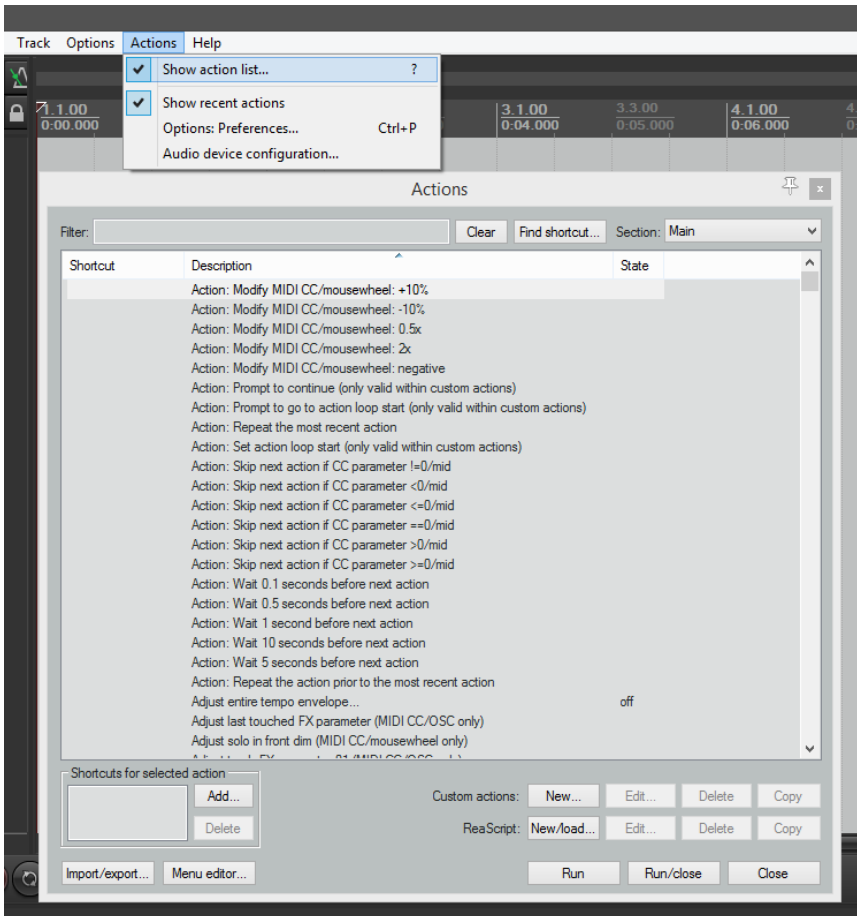 Track Options Actions Help
Show action list... ?
Show recent actions
Options: Preferences... Ctrl+P
Audio device configuration...
1.1.00 3.1.00 3.3.00 4.1.00
0:00.000 0:04.000 0:05.000 0:06.000
Actions
Filter: Clear Find shortcut... Section: Main
Shortcut Description State
Action: Modify MIDI CC/mousewheel: +10%
Action: Modify MIDI CC/mousewheel: -10%
Action: Modify MIDI CC/mousewheel: 0.5x
Action: Modify MIDI CC/mousewheel: 2x
Action: Modify MIDI CC/mousewheel: negative
Action: Prompt to continue (only valid within custom actions)
Action: Prompt to go to action loop start (only valid within custom actions)
Action: Repeat the most recent action
Action: Set action loop start (only valid within custom actions)
Action: Skip next action if CC parameter !=0/mid
Action: Skip next action if CC parameter <0/mid
Action: Skip next action if CC parameter <=0/mid
Action: Skip next action if CC parameter ==0/mid
Action: Skip next action if CC parameter >0/mid
Action: Skip next action if CC parameter >=0/mid
Action: Wait 0.1 seconds before next action
Action: Wait 0.5 seconds before next action
Action: Wait 1 second before next action
Action: Wait 10 seconds before next action
Action: Wait 5 seconds before next action
Action: Repeat the action prior to the most recent action
Adjust entire tempo envelope... off
Adjust last touched FX parameter (MIDI CC/OSC only)
Adjust solo in front dim (MIDI CC/mousewheel only)
Shortcuts for selected action
Add... Custom actions: New... Edit... Delete Copy
Delete ReaScript: New/load... Edit... Delete Copy
Import/export... Menu editor... Run Run/close Close